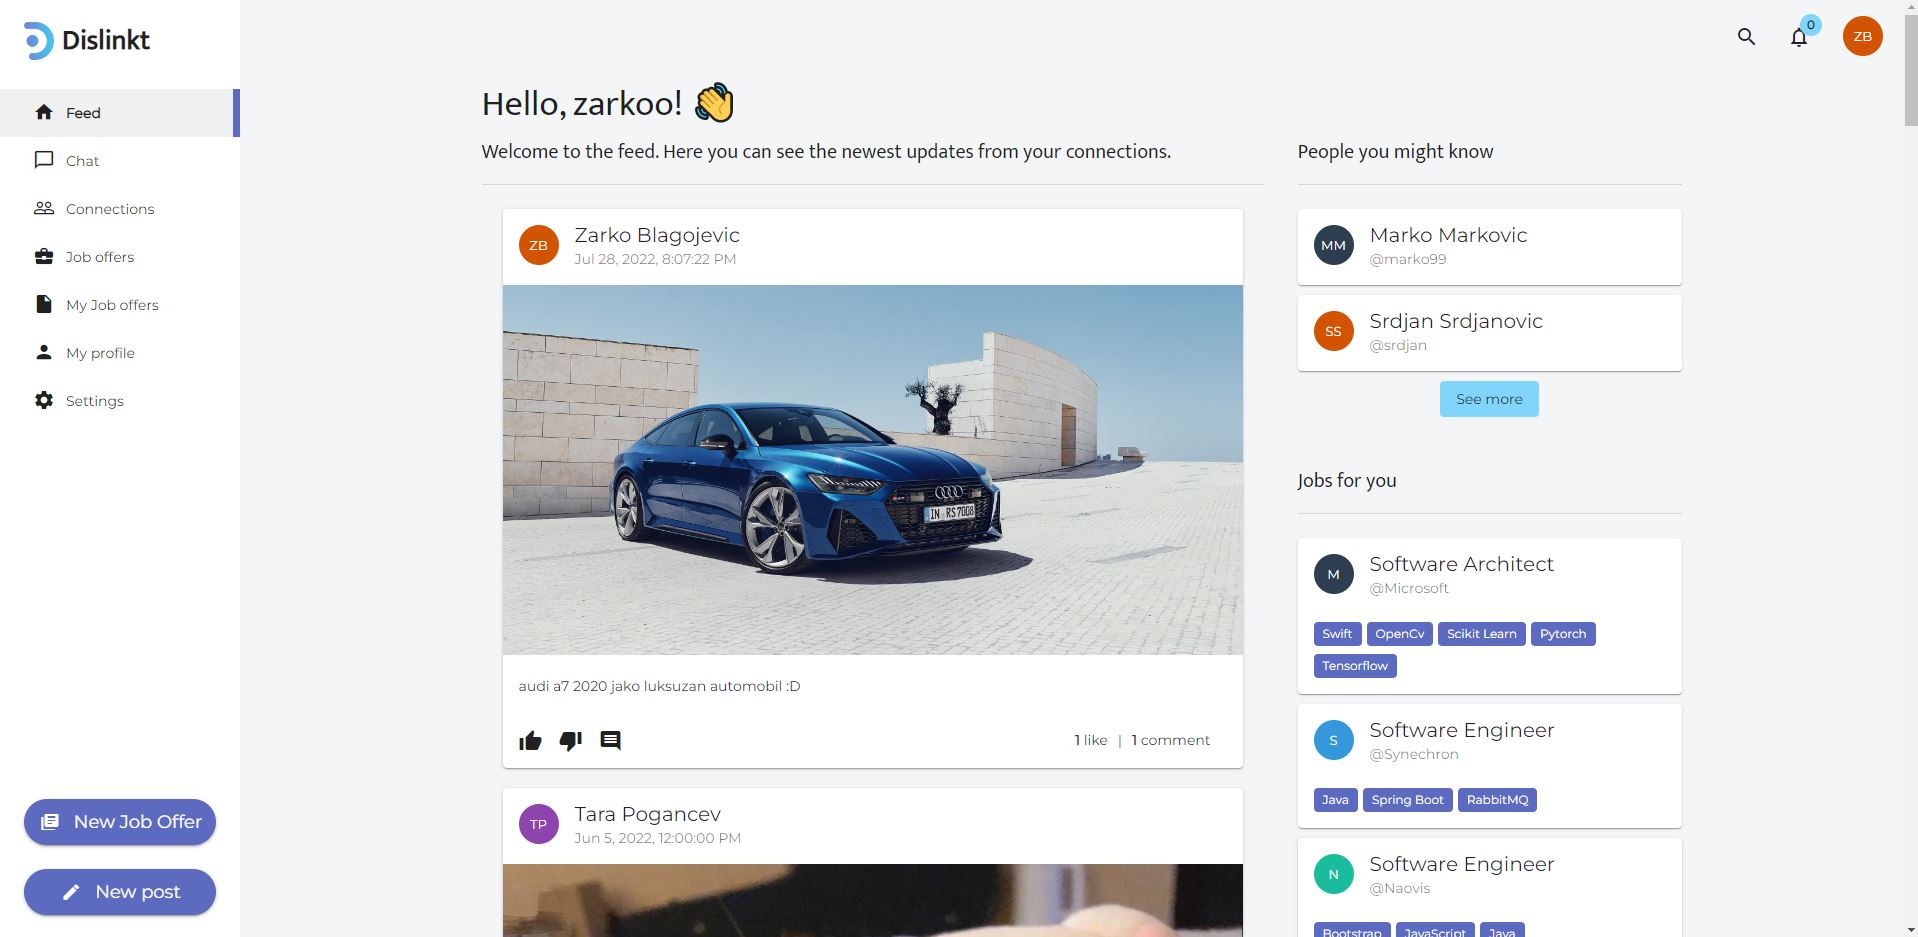 Dislinkt
Feed
Chat
Connections
Job offers
My Job offers
My profile
Settings
New Job Offer
New post
0
ZB
Hello, zarkoo! 👋
Welcome to the feed. Here you can see the newest updates from your connections.
ZB
Zarko Blagojevic
Jul 28, 2022, 8:07:22 PM
IN RS 7008
audi a7 2020 jako luksuzan automobil :D
1 like | 1 comment
TP
Tara Pogancev
Jun 5, 2022, 12:00:00 PM
People you might know
MM
Marko Markovic
@marko99
SS
Srdjan Srdjanovic
@srdjan
See more
Jobs for you
M
Software Architect
@Microsoft
Swift OpenCv Scikit Learn Pytorch
Tensorflow
S
Software Engineer
@Synechron
Java Spring Boot RabbitMQ
N
Software Engineer
@Naovis
Bootstrap JavaScript Java